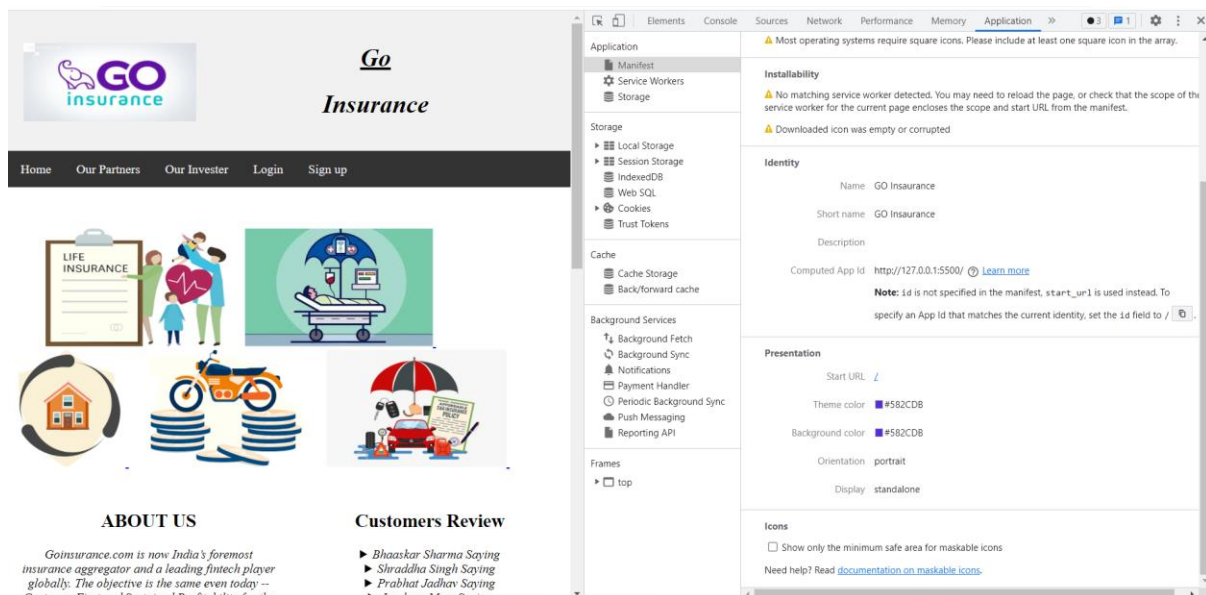 GO
insurance
Go
Insurance
Home Our Partners Our Invester Login Sign up
LIFE
INSURANCE
POLICY
ABOUT US
Goinsurance.com is now India's foremost
insurance aggregator and a leading fintech player
globally. The objective is the same even today --
Customers Review
▶ Bhaaskar Sharma Saying
▶ Shraddha Singh Saying
▶ Prabhat Jadhav Saying
Elements Console Sources Network Performance Memory Application » 3 1
Application
Manifest
Service Workers
Storage
Storage
Local Storage
Session Storage
IndexedDB
Web SQL
Cookies
Trust Tokens
Cache
Cache Storage
Back/forward cache
Background Services
Background Fetch
Background Sync
Notifications
Payment Handler
Periodic Background Sync
Push Messaging
Reporting API
Frames
top
Most operating systems require square icons. Please include at least one square icon in the array.
Installability
No matching service worker detected. You may need to reload the page, or check that the scope of the
service worker for the current page encloses the scope and start URL from the manifest.
Downloaded icon was empty or corrupted
Identity
Name GO Insaurance
Short name GO Insaurance
Description
Computed App Id http://127.0.0.1:5500/ ? Learn more
Note: id is not specified in the manifest, start_url is used instead. To
specify an App Id that matches the current identity, set the id field to / .
Presentation
Start URL /
Theme color #582CDB
Background color #582CDB
Orientation portrait
Display standalone
Icons
Show only the minimum safe area for maskable icons
Need help? Read documentation on maskable icons.